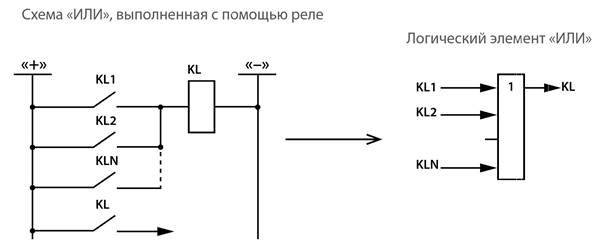 Схема «ИЛИ», выполненная с помощью реле
Логический элемент «ИЛИ»
«+»
KL1
KL
«–»
KL2
KLN
KL
KL1
1
KL
KL2
KLN